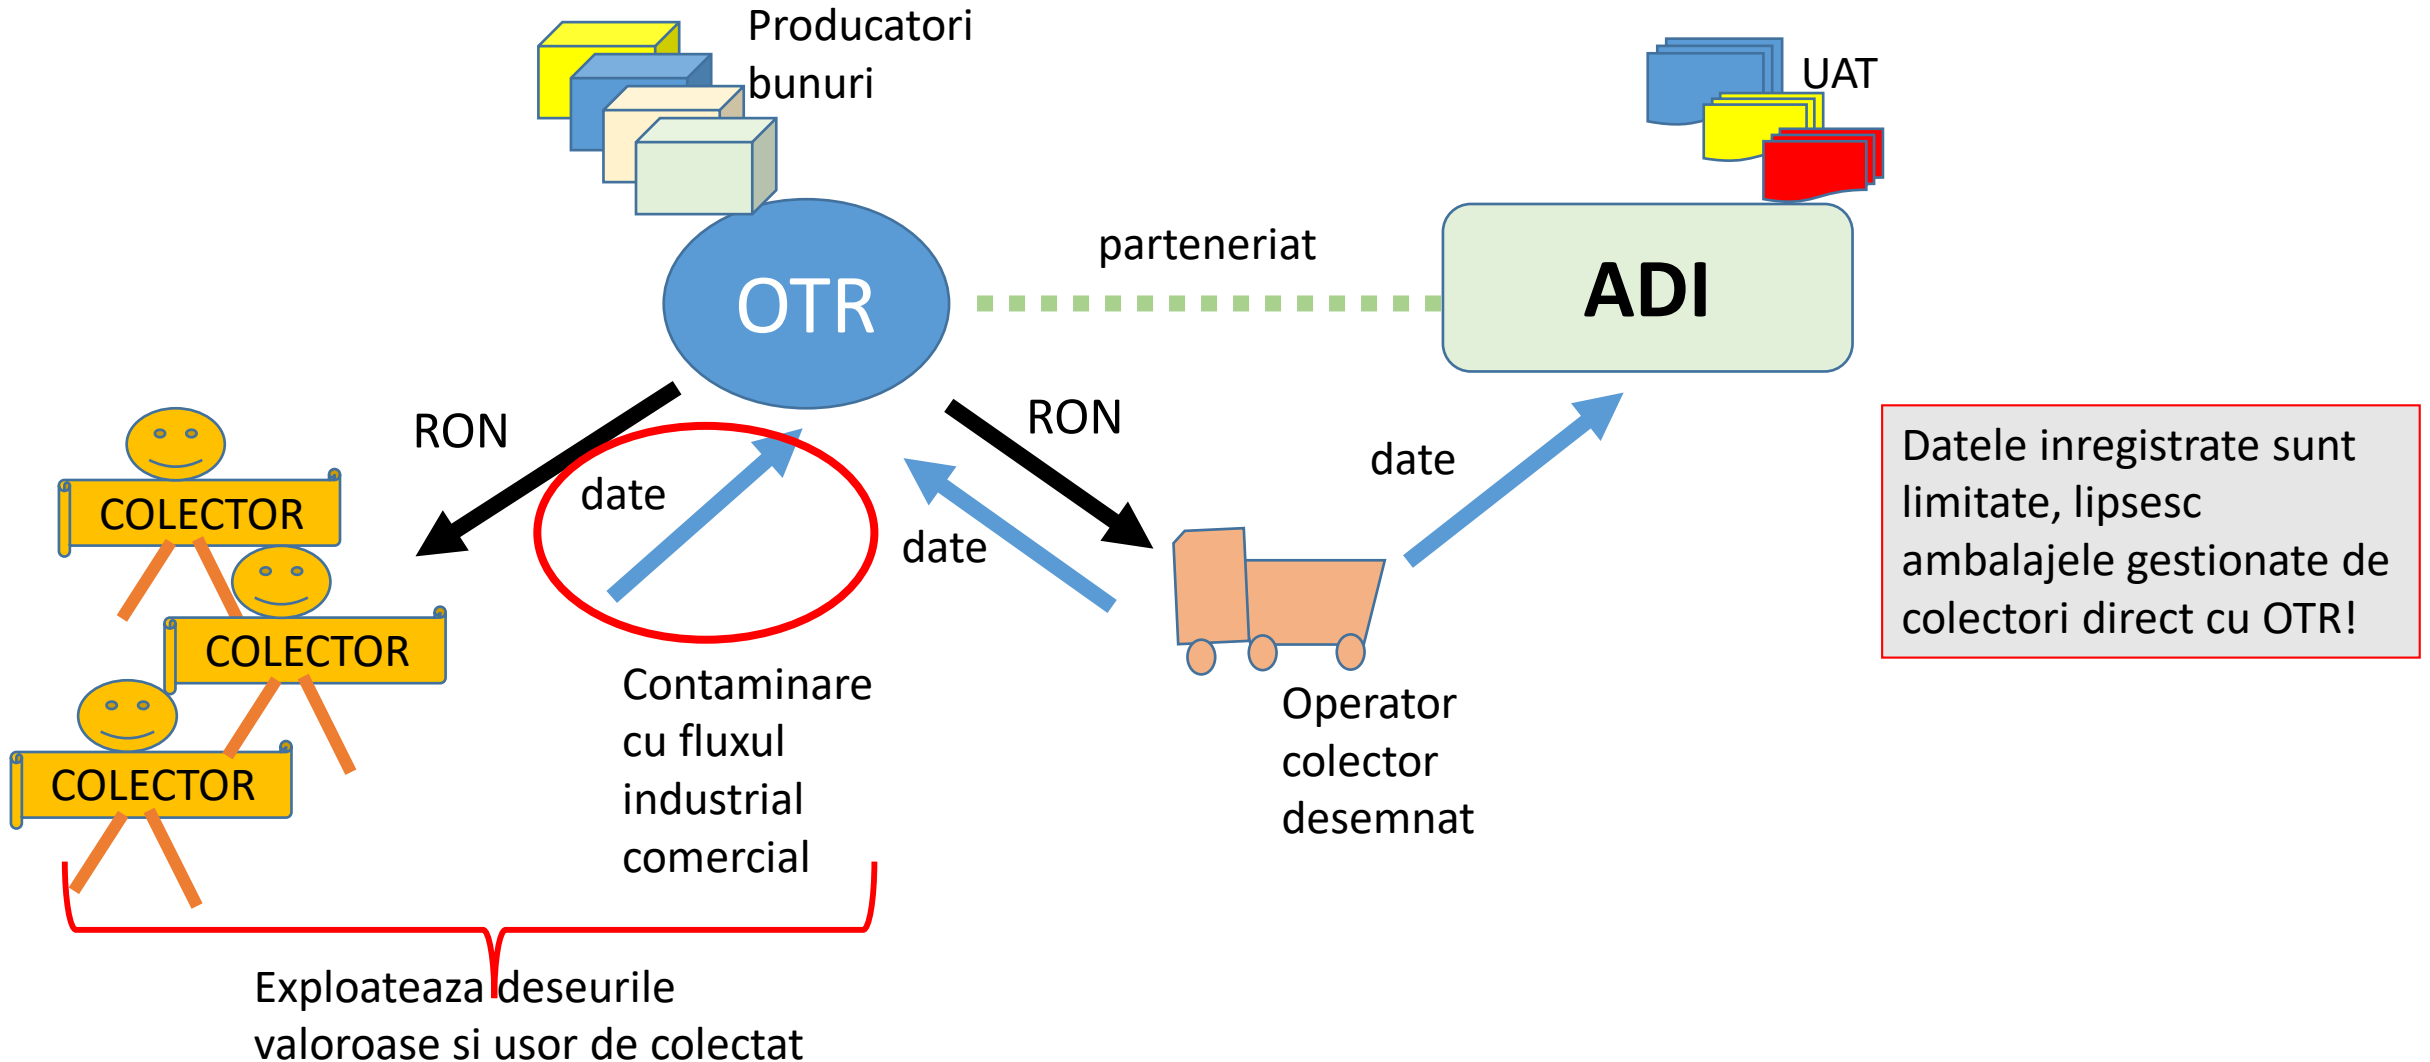 Producatori
bunuri
UAT
OTR
parteneriat
ADI
RON
RON
date
date
date
COLECTOR
COLECTOR
COLECTOR
Datele inregistrate sunt
limitate, lipsesc
ambalajele gestionate de
colectori direct cu OTR!
Contaminare
cu fluxul
industrial
comercial
Operator
colector
desemnat
Exploateaza deseurile
valoroase si usor de colectat